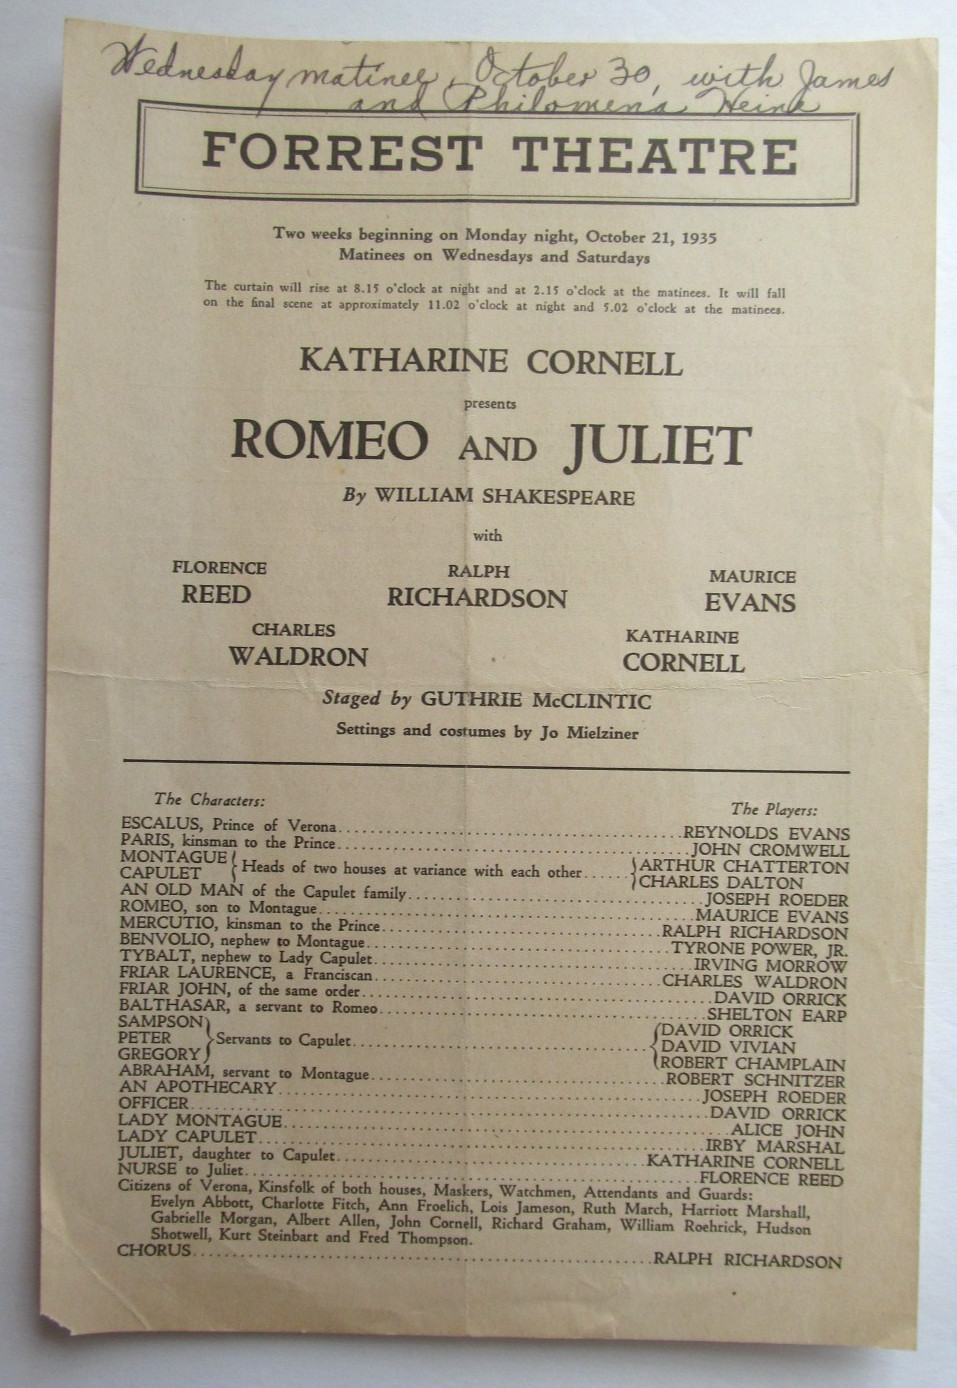 Wednesday matinee, October 30, with James
and Philomena Heine
FORREST THEATRE
Two weeks beginning on Monday night, October 21, 1935
Matinees on Wednesdays and Saturdays
The curtain will rise at 8.15 o'clock at night and at 2.15 o'clock at the matinees. It will fall
on the final scene at approximately 11.02 o'clock at night and 5.02 o'clock at the matinees.
KATHARINE CORNELL
presents
ROMEO AND JULIET
By WILLIAM SHAKESPEARE
with
FLORENCE RALPH MAURICE
REED RICHARDSON EVANS
CHARLES KATHARINE
WALDRON CORNELL
Staged by GUTHRIE McCLINTIC
Settings and costumes by Jo Mielziner
The Characters: The Players:
ESCALUS, Prince of Verona REYNOLDS EVANS
PARIS, kinsman to the Prince JOHN CROMWELL
MONTAGUE ARTHUR CHATTERTON
Heads of two houses at variance with each other
CAPULET CHARLES DALTON
AN OLD MAN of the Capulet family JOSEPH ROEDER
ROMEO, son to Montague MAURICE EVANS
MERCUTIO, kinsman to the Prince RALPH RICHARDSON
BENVOLIO, nephew to Montague TYRONE POWER, JR.
TYBALT, nephew to Lady Capulet IRVING MORROW
FRIAR LAURENCE, a Franciscan CHARLES WALDRON
FRIAR JOHN, of the same order DAVID ORRICK
BALTHASAR, a servant to Romeo SHELTON EARP
SAMPSON DAVID ORRICK
PETER Servants to Capulet DAVID VIVIAN
GREGORY ROBERT CHAMPLAIN
ABRAHAM, servant to Montague ROBERT SCHNITZER
AN APOTHECARY JOSEPH ROEDER
OFFICER DAVID ORRICK
LADY MONTAGUE ALICE JOHN
LADY CAPULET IRBY MARSHAL
JULIET, daughter to Capulet KATHARINE CORNELL
NURSE to Juliet FLORENCE REED
Citizens of Verona, Kinsfolk of both houses, Maskers, Watchmen, Attendants and Guards:
Evelyn Abbott, Charlotte Fitch, Ann Froelich, Lois Jameson, Ruth March, Harriott Marshall,
Gabrielle Morgan, Albert Allen, John Cornell, Richard Graham, William Roehrick, Hudson
Shotwell, Kurt Steinbart and Fred Thompson.
CHORUS RALPH RICHARDSON